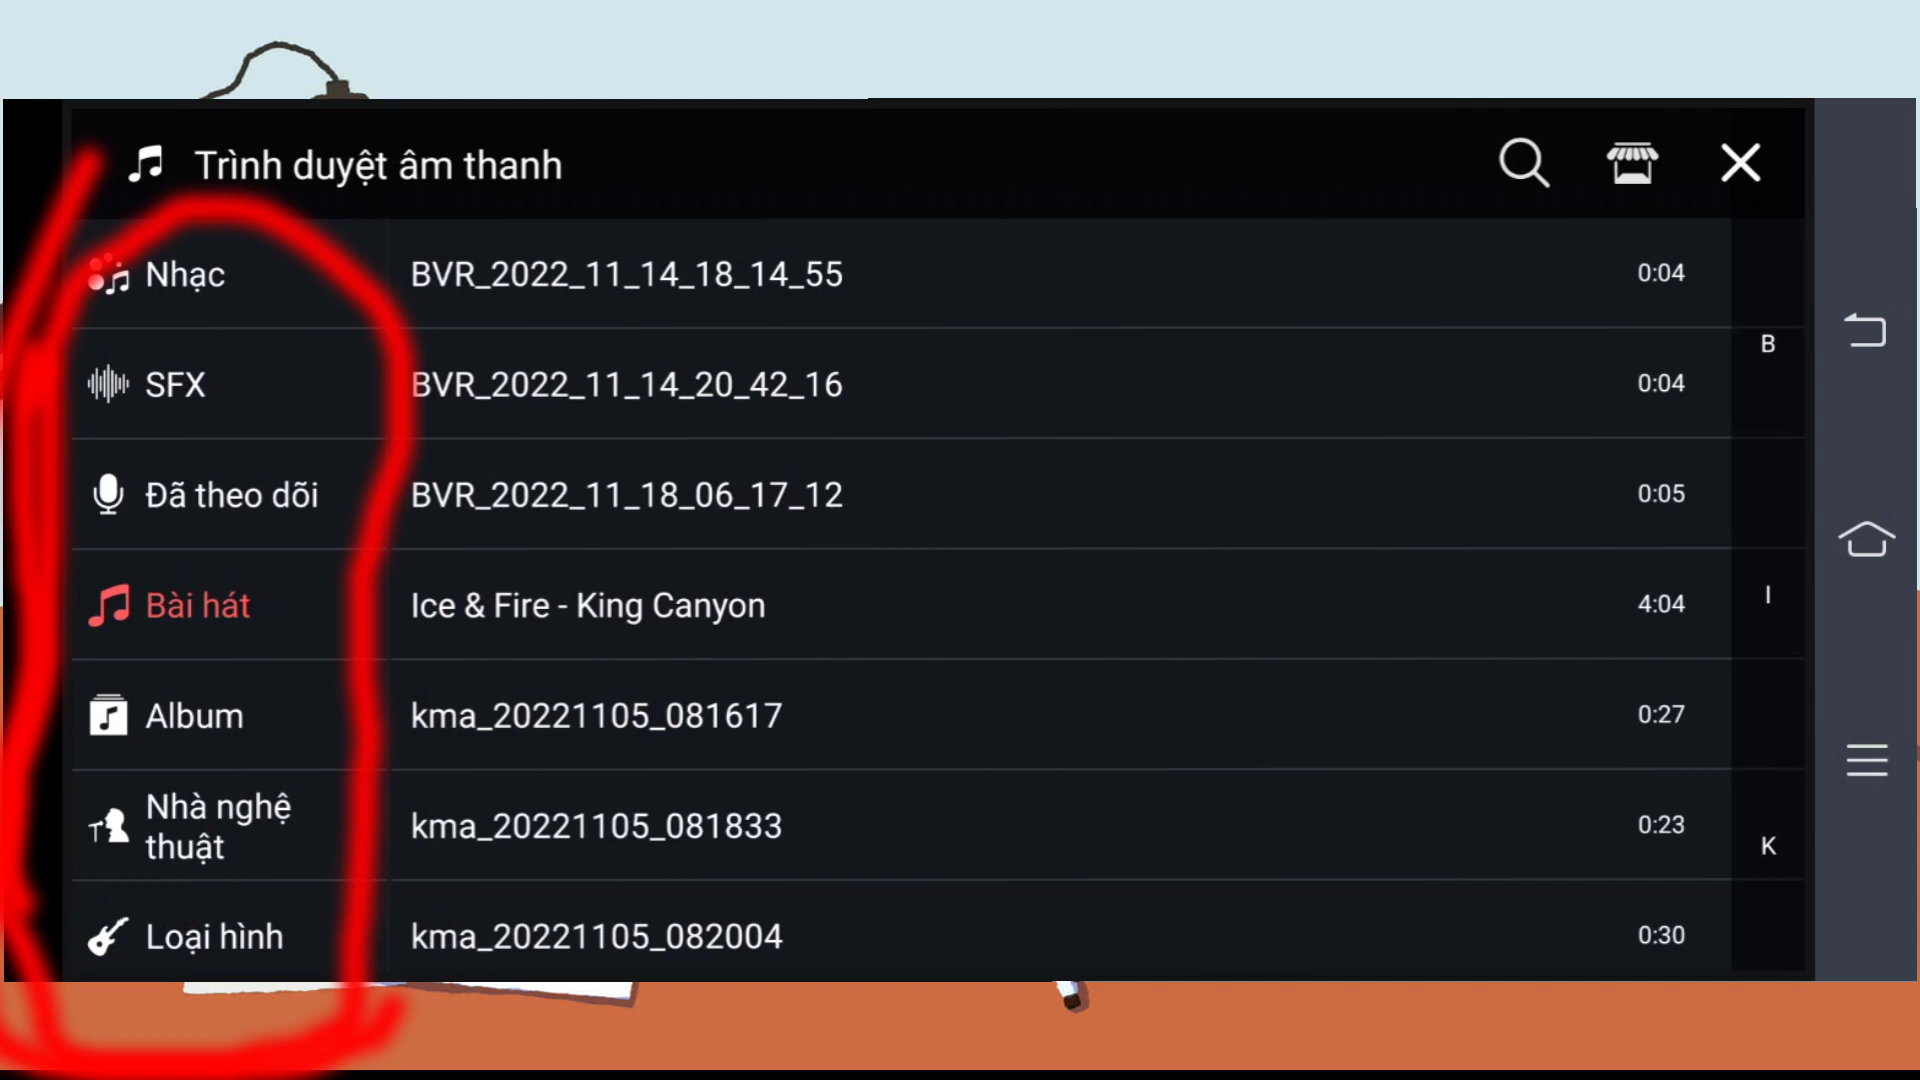 Trình duyệt âm thanh
Nhạc
BVR_2022_11_14_18_14_55
0:04
SFX
BVR_2022_11_14_20_42_16
0:04
B
Đã theo dõi
BVR_2022_11_18_06_17_12
0:05
Bài hát
Ice & Fire - King Canyon
4:04
I
Album
kma_20221105_081617
0:27
Nhà nghệ
thuật
kma_20221105_081833
0:23
K
Loại hình
kma_20221105_082004
0:30